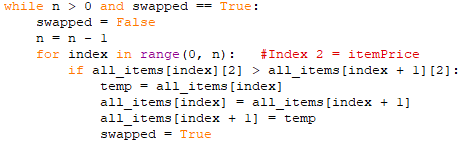 while n > 0 and swapped == True:
    swapped = False
    n = n - 1
    for index in range(0, n):   #Index 2 = itemPrice
        if all_items[index][2] > all_items[index + 1][2]:
            temp = all_items[index]
            all_items[index] = all_items[index + 1]
            all_items[index + 1] = temp
            swapped = True